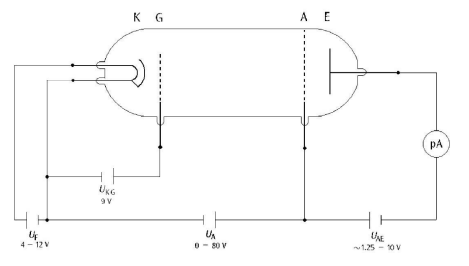 K G A E
pA
U_KG
9 V
U_F
4 – 12 V
U_A
0 – 80 V
U_AE
~1.25 – 10 V